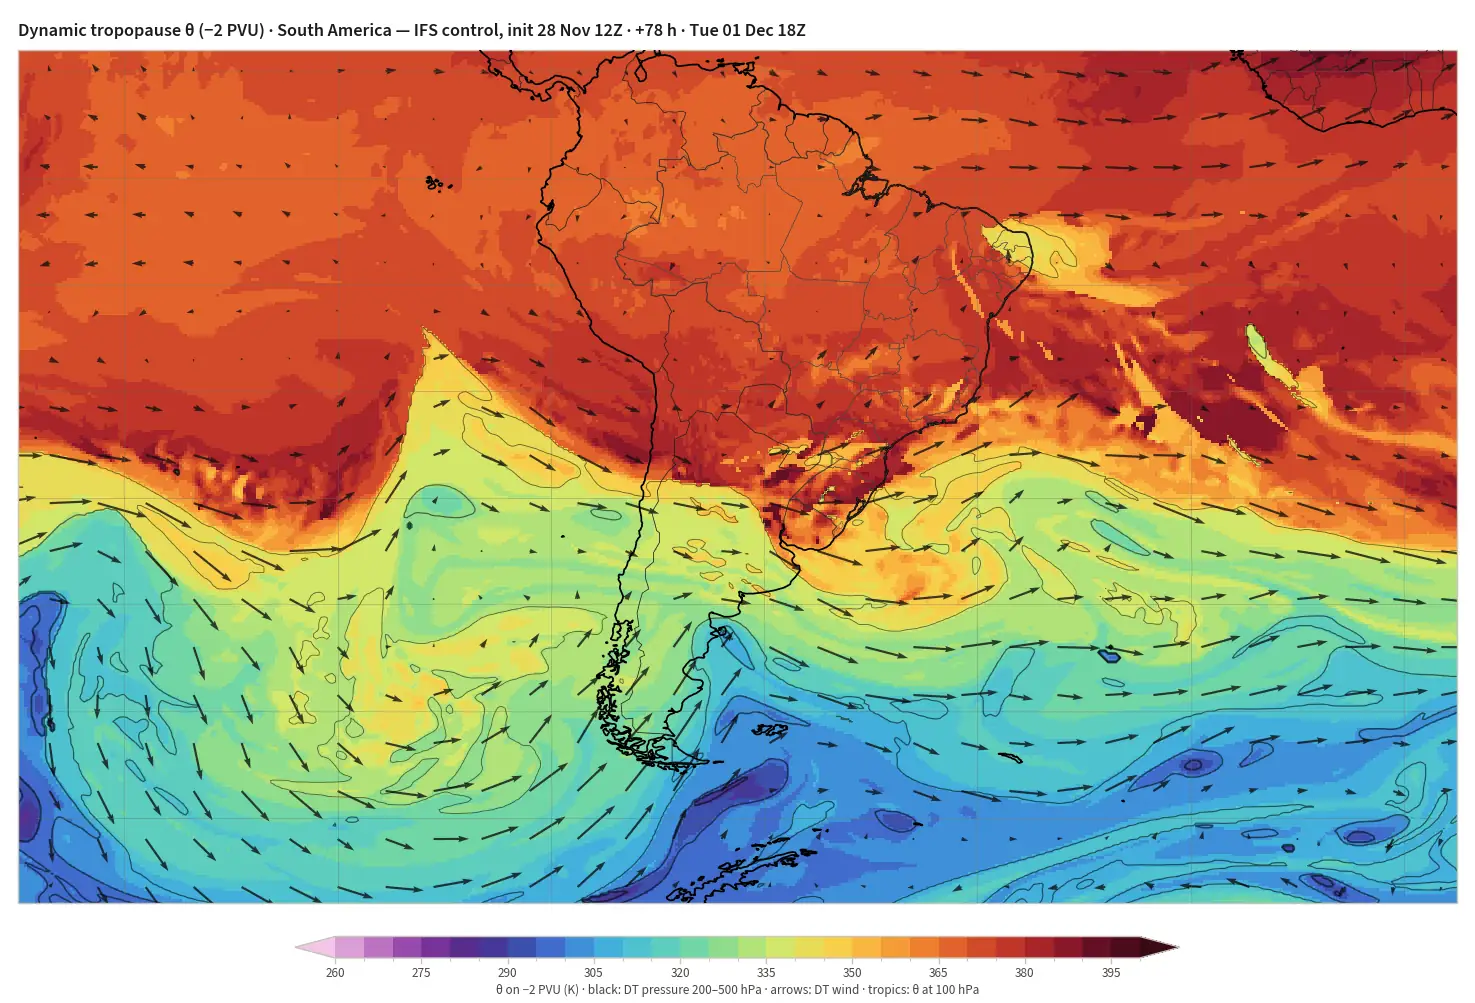 Dynamic tropopause θ (−2 PVU) · South America — IFS control, init 28 Nov 12Z · +78 h · Tue 01 Dec 18Z
260 275 290 305 320 335 350 365 380 395
θ on −2 PVU (K) · black: DT pressure 200–500 hPa · arrows: DT wind · tropics: θ at 100 hPa